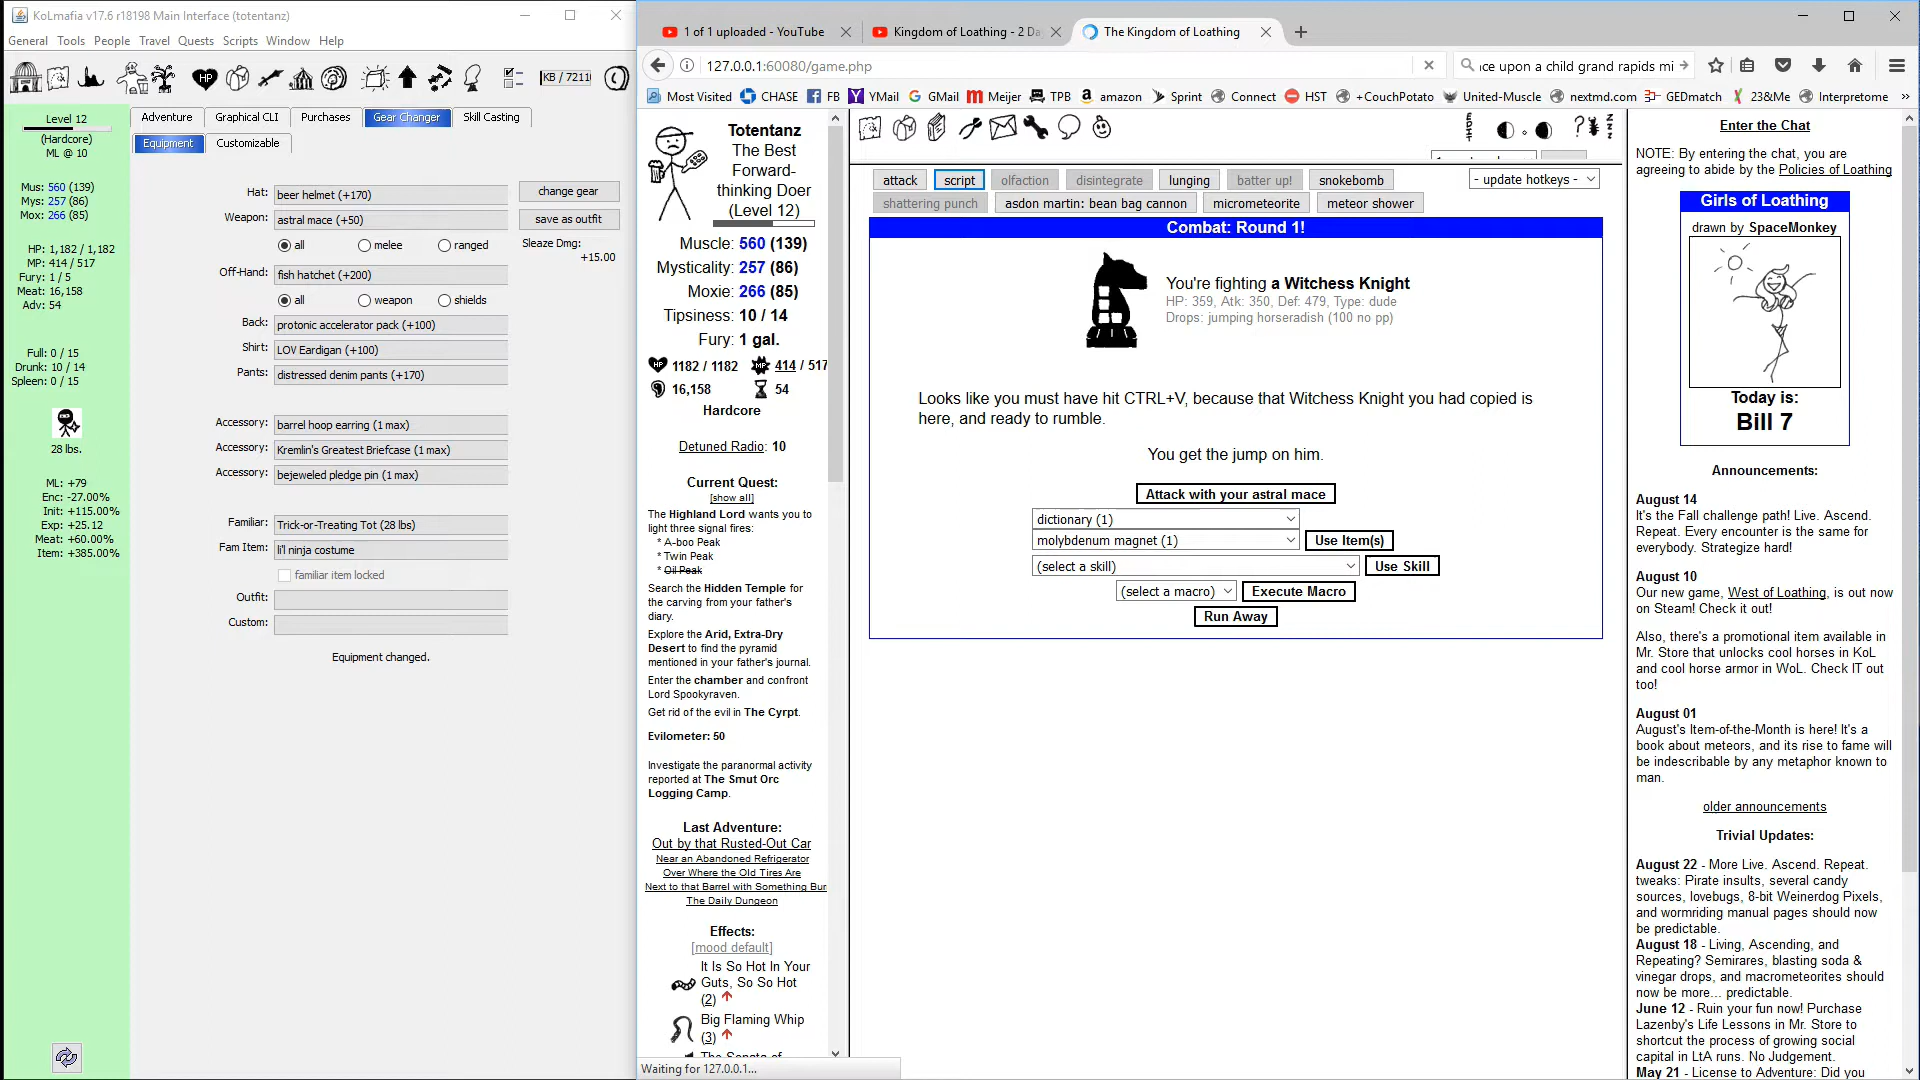 KoLmafia v17.6 r18198 Main Interface (totentanz)
General Tools People Travel Quests Scripts Window Help
HP
KB / 7211
Level 12
(Hardcore)
ML @ 10
Mus: 560 (139)
Mys: 257 (86)
Mox: 266 (85)
HP: 1,182 / 1,182
MP: 414 / 517
Fury: 1 / 5
Meat: 16,158
Adv: 54
Full: 0 / 15
Drunk: 10 / 14
Spleen: 0 / 15
28 lbs.
ML: +79
Enc: -27.00%
Init: +115.00%
Exp: +25.12
Meat: +60.00%
Item: +385.00%
Adventure Graphical CLI Purchases Gear Changer Skill Casting
Equipment Customizable
Hat: beer helmet (+170) change gear
Weapon: astral mace (+50) save as outfit
all melee ranged
Sleaze Dmg:
+15.00
Off-Hand: fish hatchet (+200)
all weapon shields
Back: protonic accelerator pack (+100)
Shirt: LOV Eardigan (+100)
Pants: distressed denim pants (+170)
Accessory: barrel hoop earring (1 max)
Accessory: Kremlin's Greatest Briefcase (1 max)
Accessory: bejeweled pledge pin (1 max)
Familiar: Trick-or-Treating Tot (28 lbs)
Fam Item: li'l ninja costume
familiar item locked
Outfit:
Custom:
Equipment changed.
1 of 1 uploaded - YouTube
Kingdom of Loathing - 2 Da
The Kingdom of Loathing
127.0.0.1:60080/game.php
ce upon a child grand rapids mi
Most Visited CHASE FB YMail GMail Meijer TPB amazon Sprint Connect HST +CouchPotato United-Muscle nextmd.com GEDmatch 23&Me Interpretome
Totentanz
The Best
Forward-
thinking Doer
(Level 12)
Muscle: 560 (139)
Mysticality: 257 (86)
Moxie: 266 (85)
Tipsiness: 10 / 14
Fury: 1 gal.
1182 / 1182 414 / 517
16,158 54
Hardcore
Detuned Radio: 10
Current Quest:
[show all]
The Highland Lord wants you to
light three signal fires:
* A-boo Peak
* Twin Peak
* Oil Peak
Search the Hidden Temple for
the carving from your father's
diary.
Explore the Arid, Extra-Dry
Desert to find the pyramid
mentioned in your father's journal.
Enter the chamber and confront
Lord Spookyraven.
Get rid of the evil in The Cyrpt.
Evilometer: 50
Investigate the paranormal activity
reported at The Smut Orc
Logging Camp.
Last Adventure:
Out by that Rusted-Out Car
Near an Abandoned Refrigerator
Over Where the Old Tires Are
Next to that Barrel with Something Bur
The Daily Dungeon
Effects:
[mood default]
It Is So Hot In Your
Guts, So So Hot
(2)
Big Flaming Whip
(3)
The Sonata of
Waiting for 127.0.0.1...
EDIT
attack script olfaction disintegrate lunging batter up! snokebomb - update hotkeys -
shattering punch asdon martin: bean bag cannon micrometeorite meteor shower
Combat: Round 1!
You're fighting a Witchess Knight
HP: 359, Atk: 350, Def: 479, Type: dude
Drops: jumping horseradish (100 no pp)
Looks like you must have hit CTRL+V, because that Witchess Knight you had copied is
here, and ready to rumble.
You get the jump on him.
Attack with your astral mace
dictionary (1)
molybdenum magnet (1) Use Item(s)
(select a skill) Use Skill
(select a macro) Execute Macro
Run Away
Enter the Chat
NOTE: By entering the chat, you are
agreeing to abide by the Policies of Loathing
Girls of Loathing
drawn by SpaceMonkey
Today is:
Bill 7
Announcements:
August 14
It's the Fall challenge path! Live. Ascend.
Repeat. Every encounter is the same for
everybody. Strategize hard!
August 10
Our new game, West of Loathing, is out now
on Steam! Check it out!
Also, there's a promotional item available in
Mr. Store that unlocks cool horses in KoL
and cool horse armor in WoL. Check IT out
too!
August 01
August's Item-of-the-Month is here! It's a
book about meteors, and its rise to fame will
be indescribable by any metaphor known to
man.
older announcements
Trivial Updates:
August 22 - More Live. Ascend. Repeat.
tweaks: Pirate insults, several candy
sources, lovebugs, 8-bit Weinerdog Pixels,
and wormriding manual pages should now
be predictable.
August 18 - Living, Ascending, and
Repeating? Semirares, blasting soda &
vinegar drops, and macrometeorites should
now be more... predictable.
June 12 - Ruin your fun now! Purchase
Lazenby's Life Lessons in Mr. Store to
shortcut the process of growing social
capital in LtA runs. No Judgement.
May 21 - License to Adventure: Did you